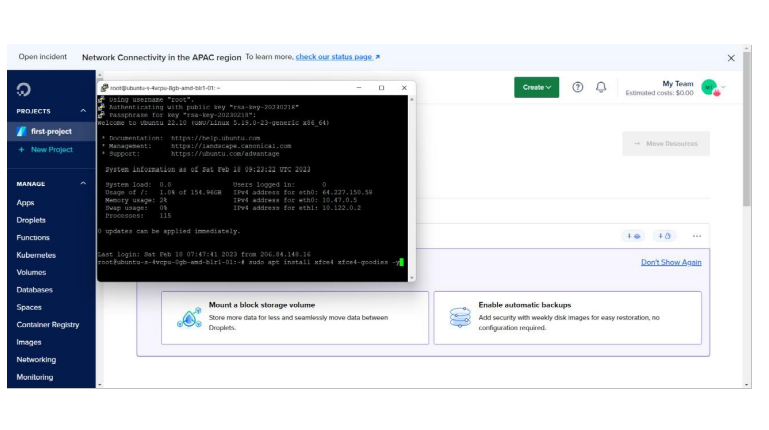 Open incident Network Connectivity in the APAC region To learn more, check our status page
PROJECTS
first-project
+ New Project
MANAGE
Apps
Droplets
Functions
Kubernetes
Volumes
Databases
Spaces
Container Registry
Images
Networking
Monitoring
root@ubuntu-s-4vcpu-8gb-amd-blr1-01: ~
Using username "root".
Authenticating with public key "rsa-key-20230218"
Passphrase for key "rsa-key-20230218":
Welcome to Ubuntu 22.10 (GNU/Linux 5.19.0-23-generic x86_64)
* Documentation: https://help.ubuntu.com
* Management: https://landscape.canonical.com
* Support: https://ubuntu.com/advantage
System information as of Sat Feb 18 09:23:22 UTC 2023
System load: 0.0 Users logged in: 0
Usage of /: 1.0% of 154.96GB IPv4 address for eth0: 64.227.150.59
Memory usage: 2% IPv4 address for eth0: 10.47.0.5
Swap usage: 0% IPv4 address for eth1: 10.122.0.2
Processes: 115
0 updates can be applied immediately.
Last login: Sat Feb 18 07:47:41 2023 from 206.84.148.16
root@ubuntu-s-4vcpu-8gb-amd-blr1-01:~# sudo apt install xfce4 xfce4-goodies -y
Create
My Team
Estimated costs: $0.00
Move Resources
Don't Show Again
Mount a block storage volume
Store more data for less and seamlessly move data between
Droplets.
Enable automatic backups
Add security with weekly disk images for easy restoration, no
configuration required.